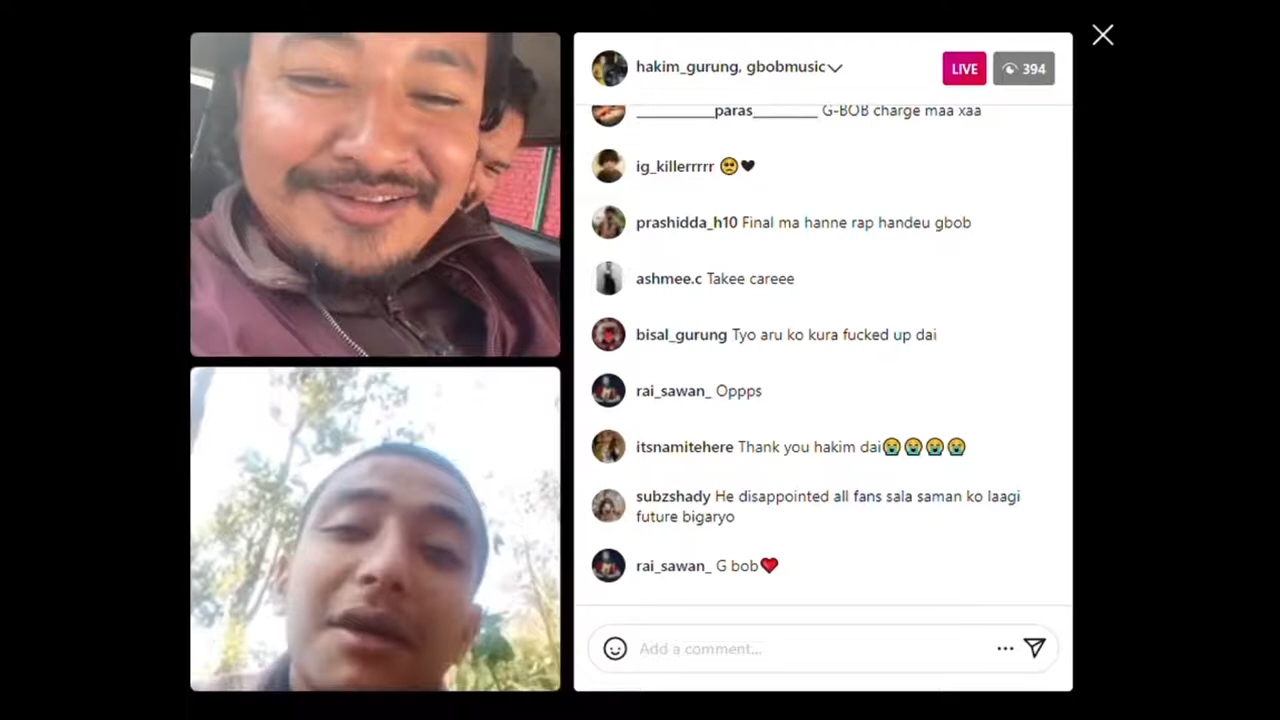 hakim_gurung, gbobmusic
LIVE
394
__________paras_________ G-BOB charge maa xaa
ig_killerrrrr 🥺🖤
prashidda_h10 Final ma hanne rap handeu gbob
ashmee.c Takee careee
bisal_gurung Tyo aru ko kura fucked up dai
rai_sawan_ Oppps
itsnamitehere Thank you hakim dai😭😭😭😭
subzshady He disappointed all fans sala saman ko laagi
future bigaryo
rai_sawan_ G bob❤️
Add a comment...